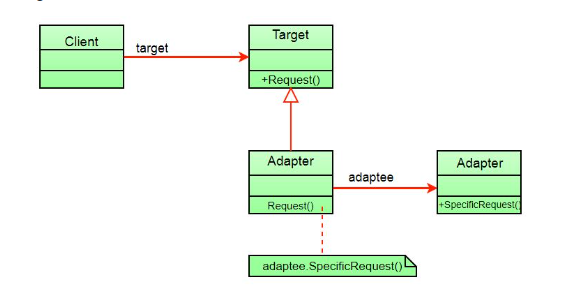 Client
target
Target
+Request()
Adapter
adaptee
Adapter
Request()
+SpecificRequest()
adaptee.SpecificRequest()